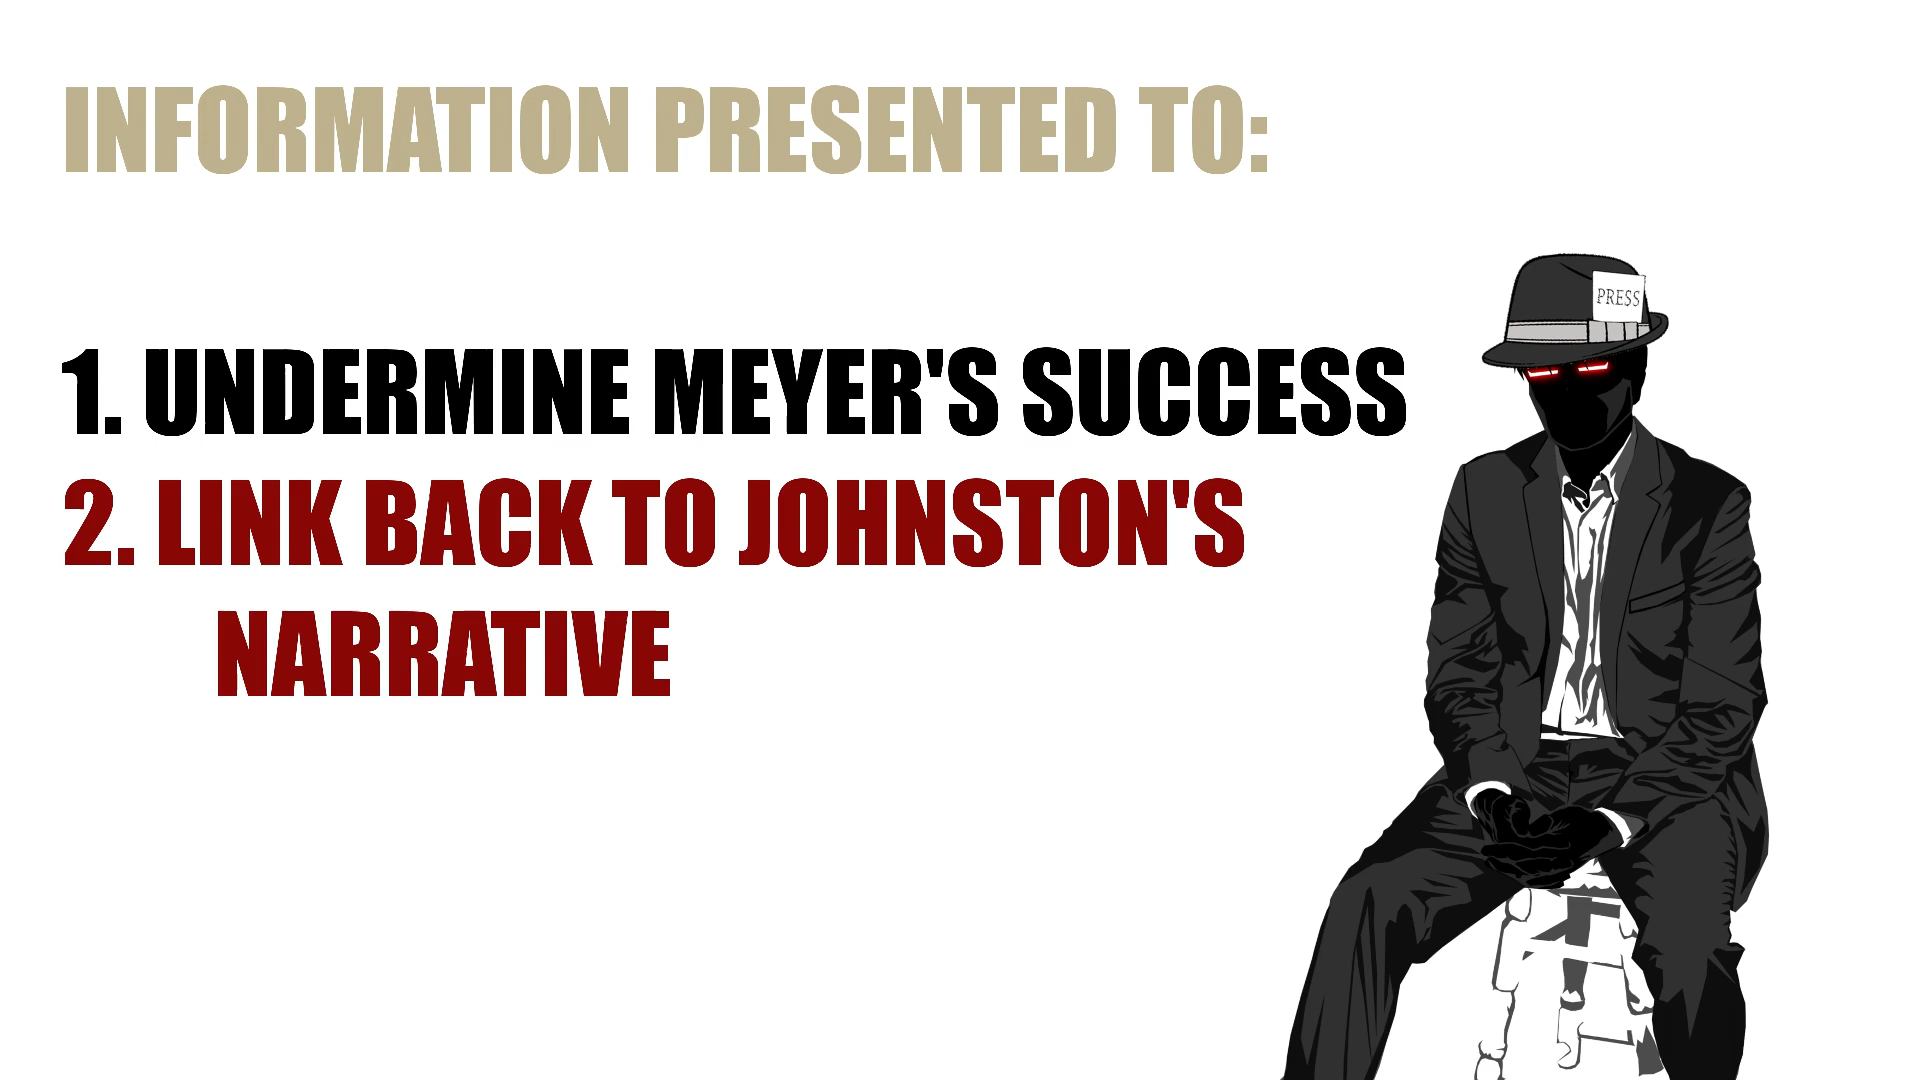 INFORMATION PRESENTED TO:
PRESS
1. UNDERMINE MEYER'S SUCCESS
2. LINK BACK TO JOHNSTON'S
NARRATIVE